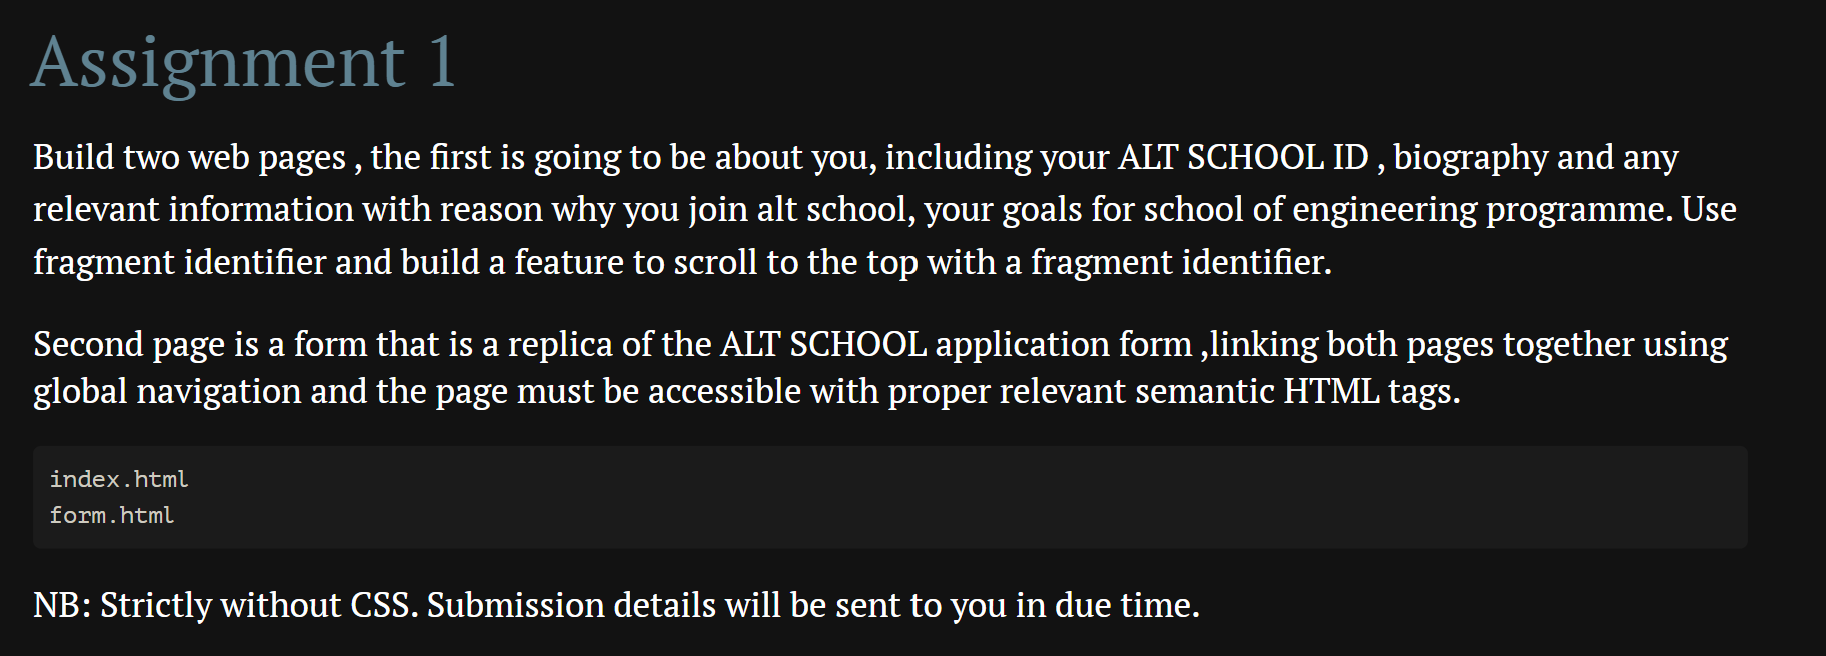 Assignment 1
Build two web pages , the first is going to be about you, including your ALT SCHOOL ID , biography and any
relevant information with reason why you join alt school, your goals for school of engineering programme. Use
fragment identifier and build a feature to scroll to the top with a fragment identifier.
Second page is a form that is a replica of the ALT SCHOOL application form ,linking both pages together using
global navigation and the page must be accessible with proper relevant semantic HTML tags.
index.html
form.html
NB: Strictly without CSS. Submission details will be sent to you in due time.